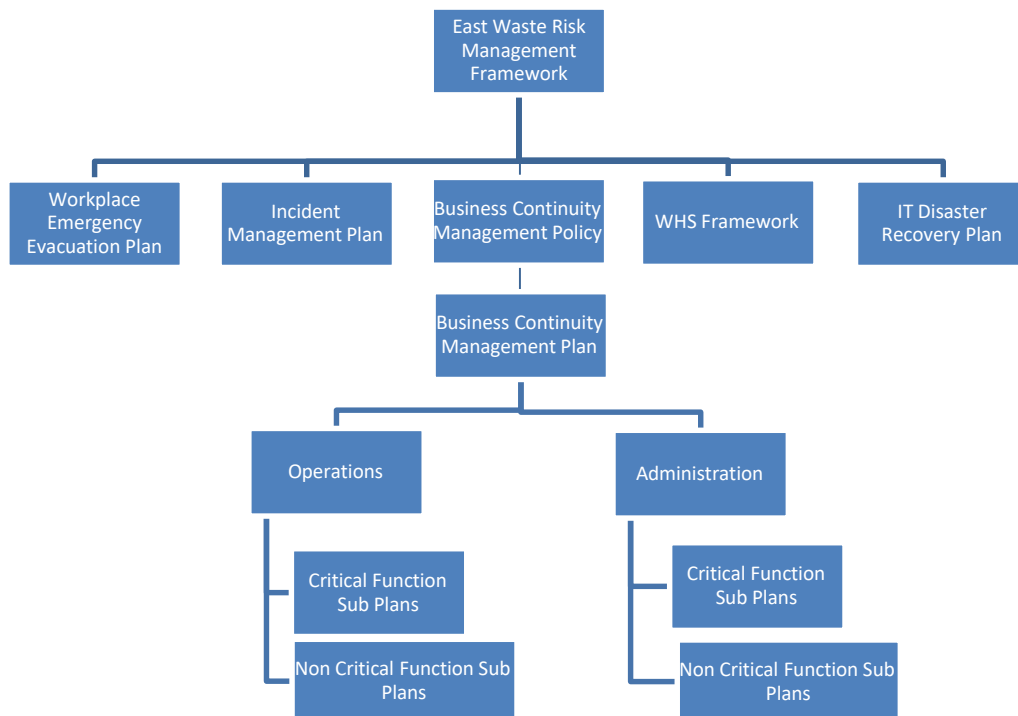 East Waste Risk
Management
Framework
Workplace
Emergency
Evacuation Plan
Incident
Management Plan
Business Continuity
Management Policy
WHS Framework
IT Disaster
Recovery Plan
Business Continuity
Management Plan
Operations
Administration
Critical Function
Sub Plans
Non Critical Function Sub
Plans
Critical Function
Sub Plans
Non Critical Function Sub
Plans